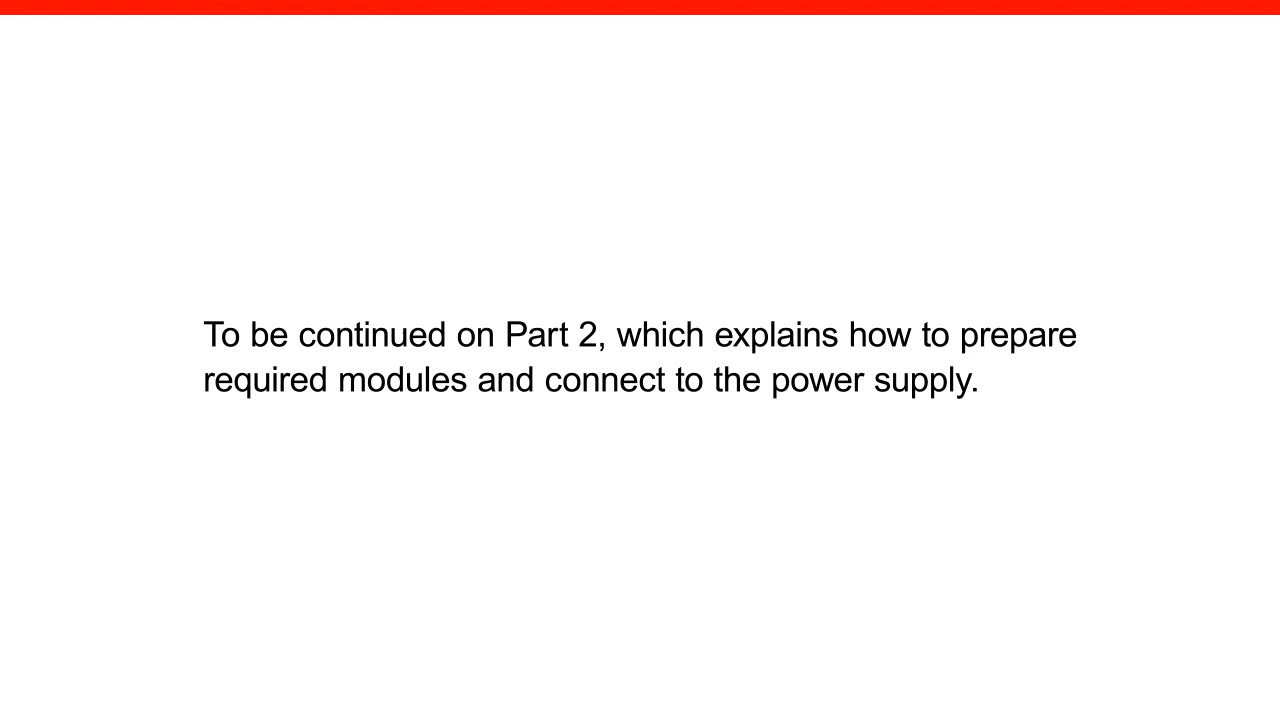 To be continued on Part 2, which explains how to prepare
required modules and connect to the power supply.